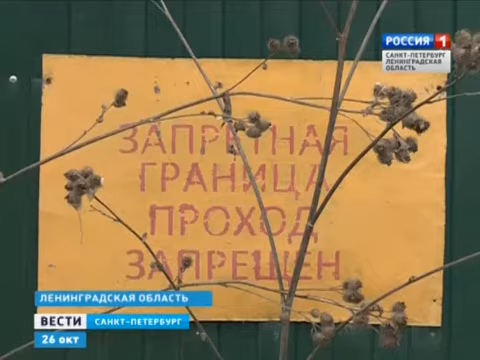 РОССИЯ 1
САНКТ-ПЕТЕРБУРГ
ЛЕНИНГРАДСКАЯ
ОБЛАСТЬ
ЗАПРЕТНАЯ
ГРАНИЦА
ПРОХОД
ЗАПРЕЩЕН
ЛЕНИНГРАДСКАЯ ОБЛАСТЬ
ВЕСТИ САНКТ-ПЕТЕРБУРГ
26 окт